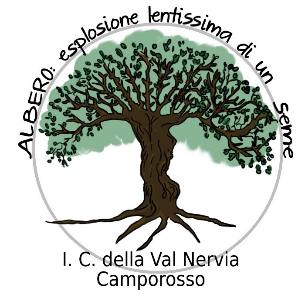 ALBERO: esplosione lentissima di un seme
I. C. della Val Nervia
Camporosso